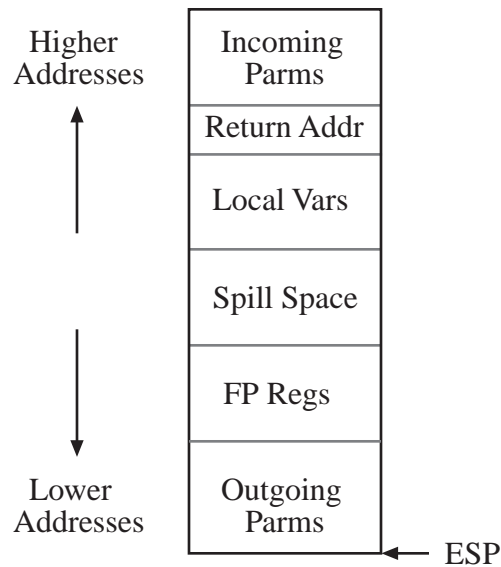 Higher
Addresses
Incoming
Parms
Return Addr
Local Vars
Spill Space
FP Regs
Lower
Addresses
Outgoing
Parms
ESP